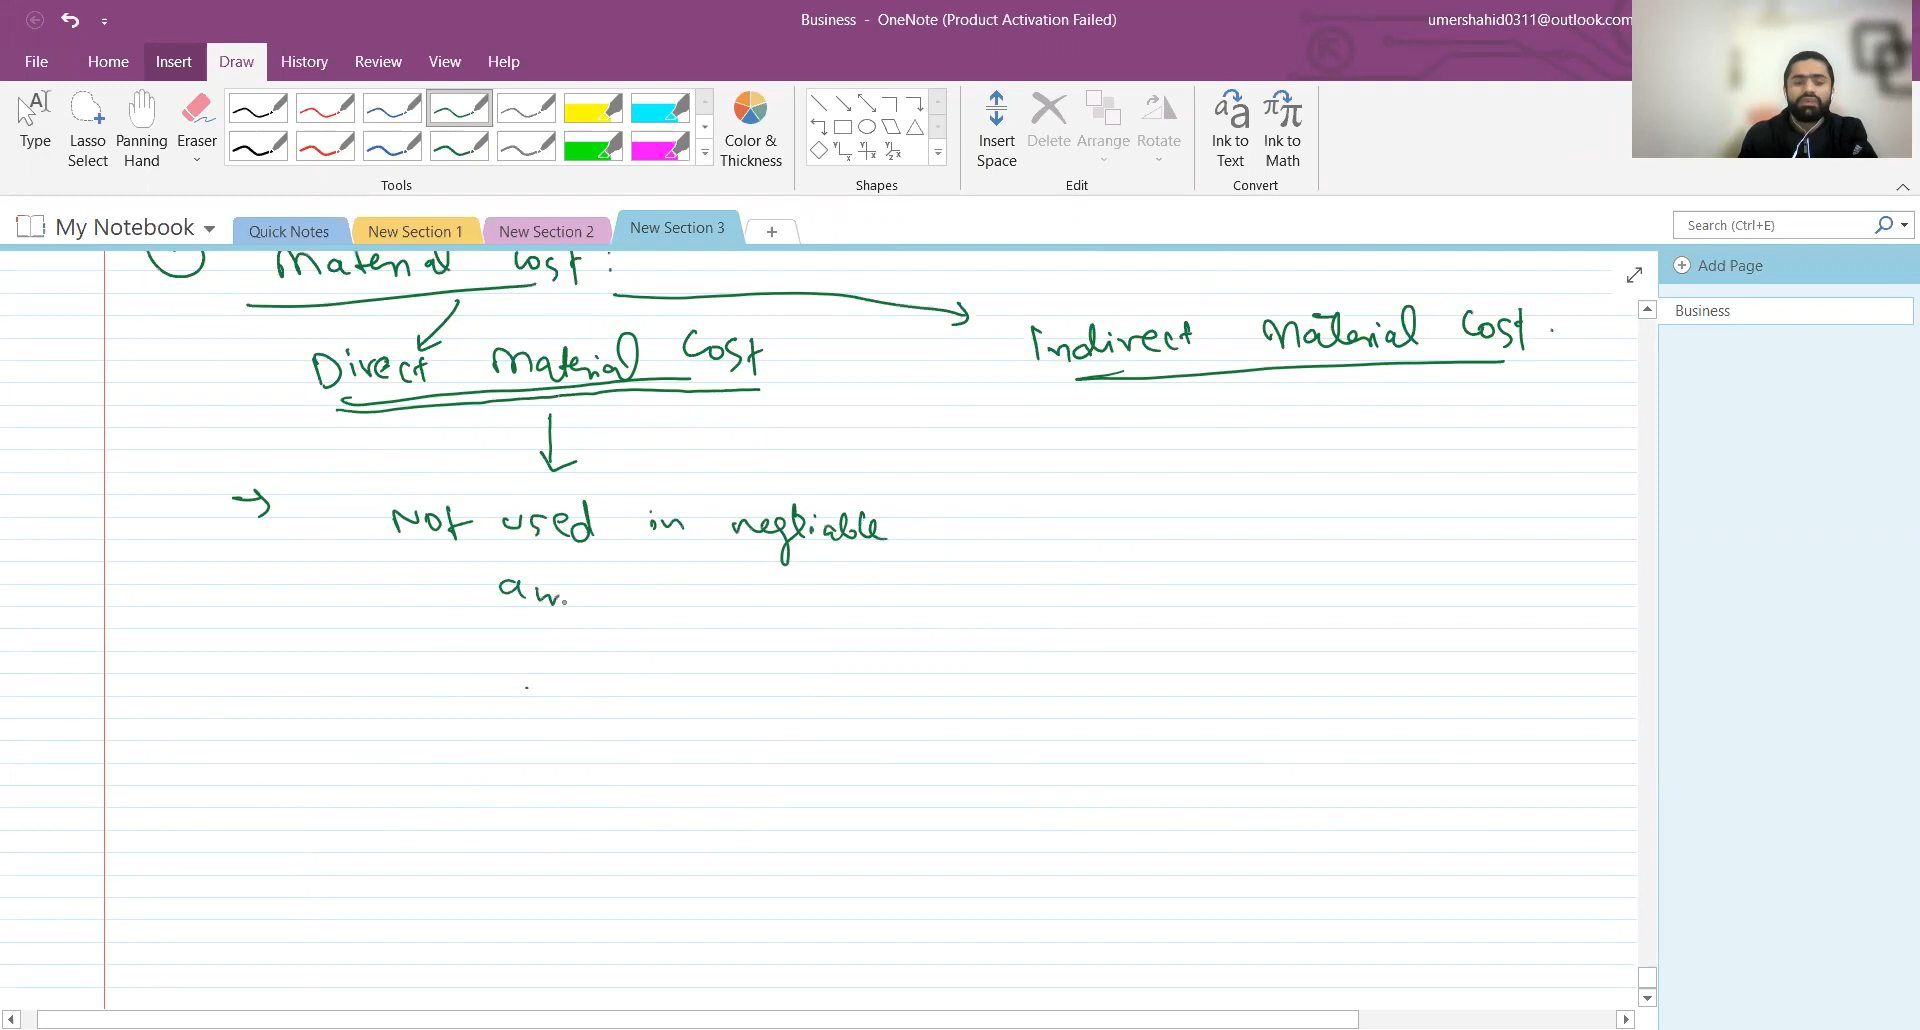 Business - OneNote (Product Activation Failed)
umershahid0311@outlook.com
File Home Insert Draw History Review View Help
Type
Lasso Select
Panning Hand
Eraser
Color & Thickness
Insert Space
Delete
Arrange
Rotate
Ink to Text
Ink to Math
Tools
Shapes
Edit
Convert
My Notebook
Quick Notes
New Section 1
New Section 2
New Section 3
Search (Ctrl+E)
Add Page
Business
Material Cost :
Direct Material Cost
Indirect Material Cost .
Not used in negliable
am